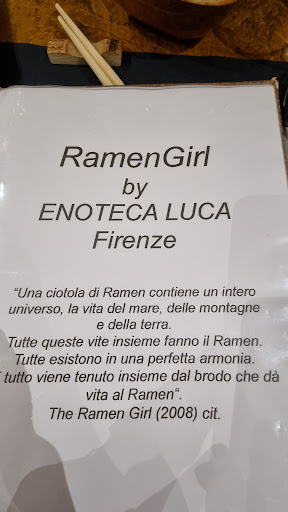 RamenGirl
by
ENOTECA LUCA
Firenze
"Una ciotola di Ramen contiene un intero
universo, la vita del mare, delle montagne
e della terra.
Tutte queste vite insieme fanno il Ramen.
Tutte esistono in una perfetta armonia.
tutto viene tenuto insieme dal brodo che dà
vita al Ramen".
The Ramen Girl (2008) cit.